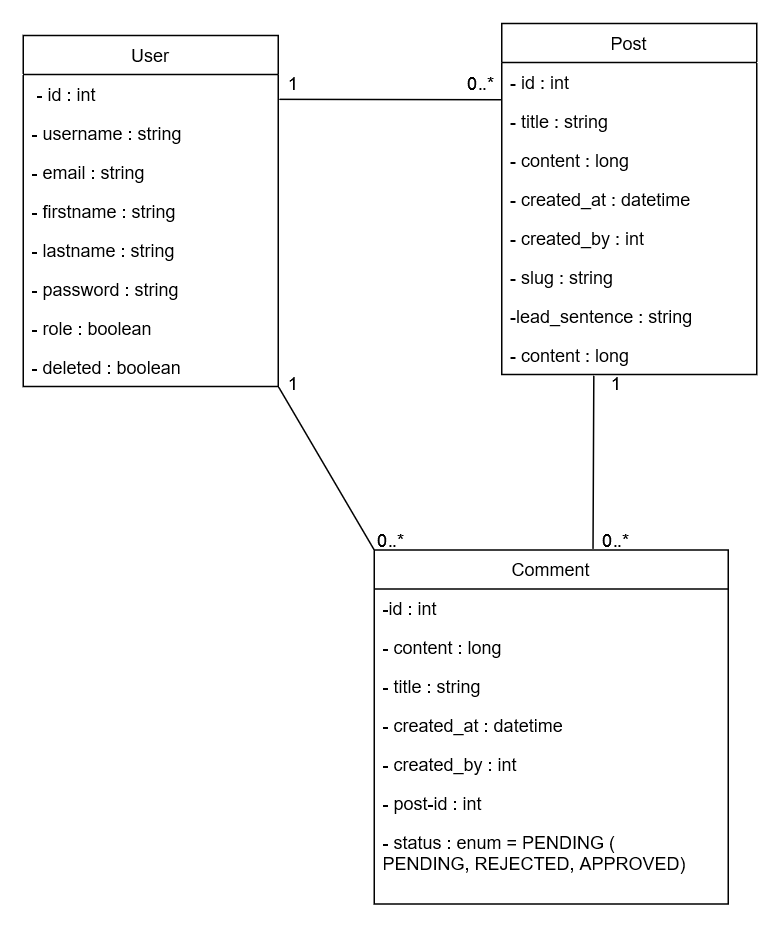 User
- id : int
- username : string
- email : string
- firstname : string
- lastname : string
- password : string
- role : boolean
- deleted : boolean
1
0..*
Post
- id : int
- title : string
- content : long
- created_at : datetime
- created_by : int
- slug : string
-lead_sentence : string
- content : long
1
0..*
1
0..*
Comment
-id : int
- content : long
- title : string
- created_at : datetime
- created_by : int
- post-id : int
- status : enum = PENDING (
PENDING, REJECTED, APPROVED)